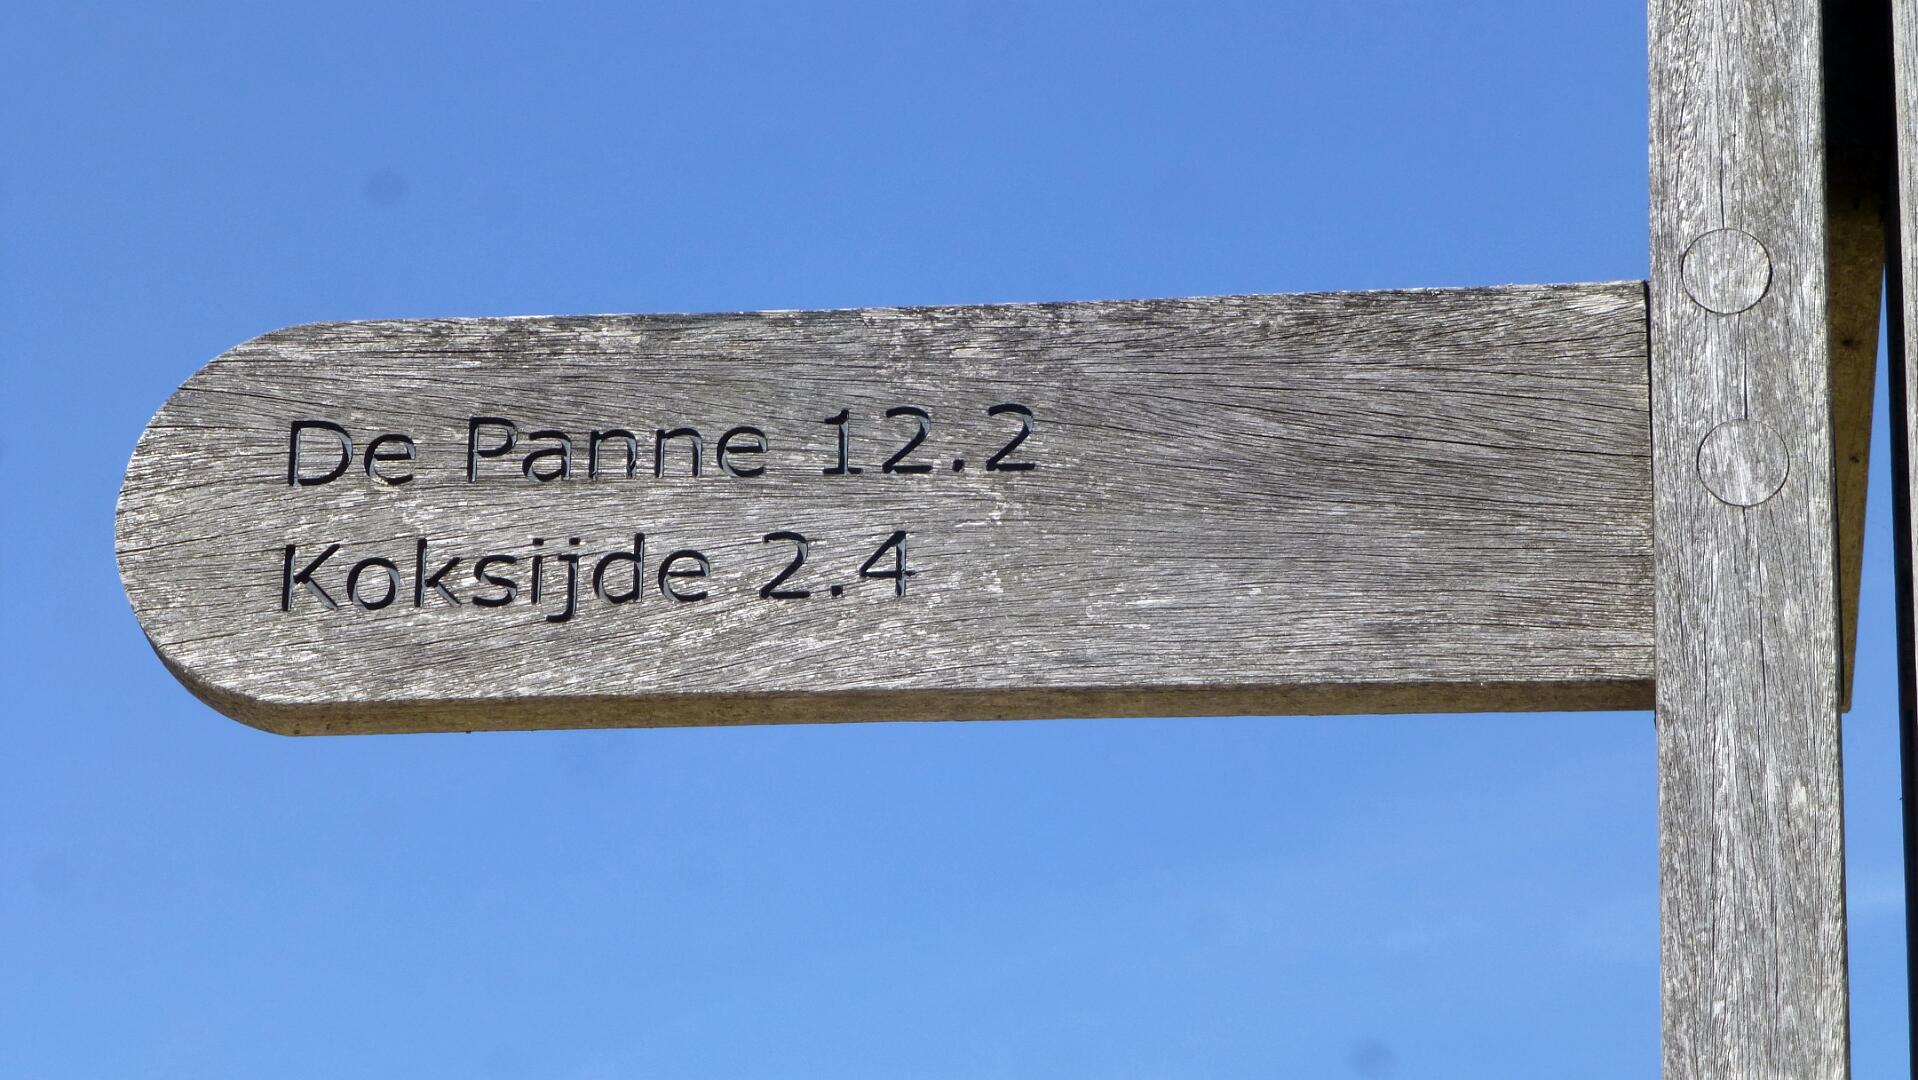 De Panne 12.2
Koksijde 2.4